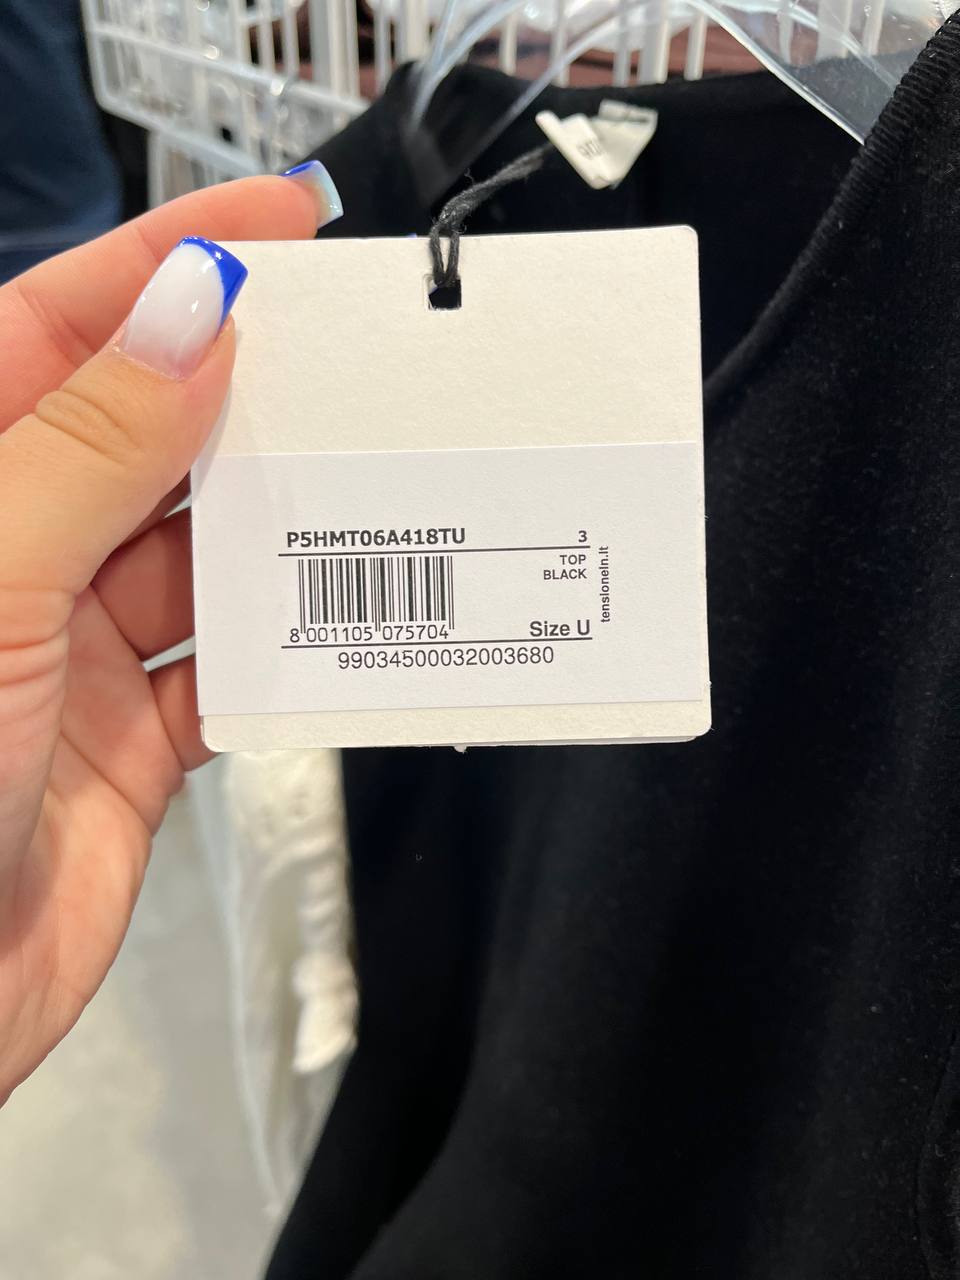 P5HMT06A418TU 3
TOP
BLACK
tensionein.it
8 001105 075704
Size U
99034500032003680